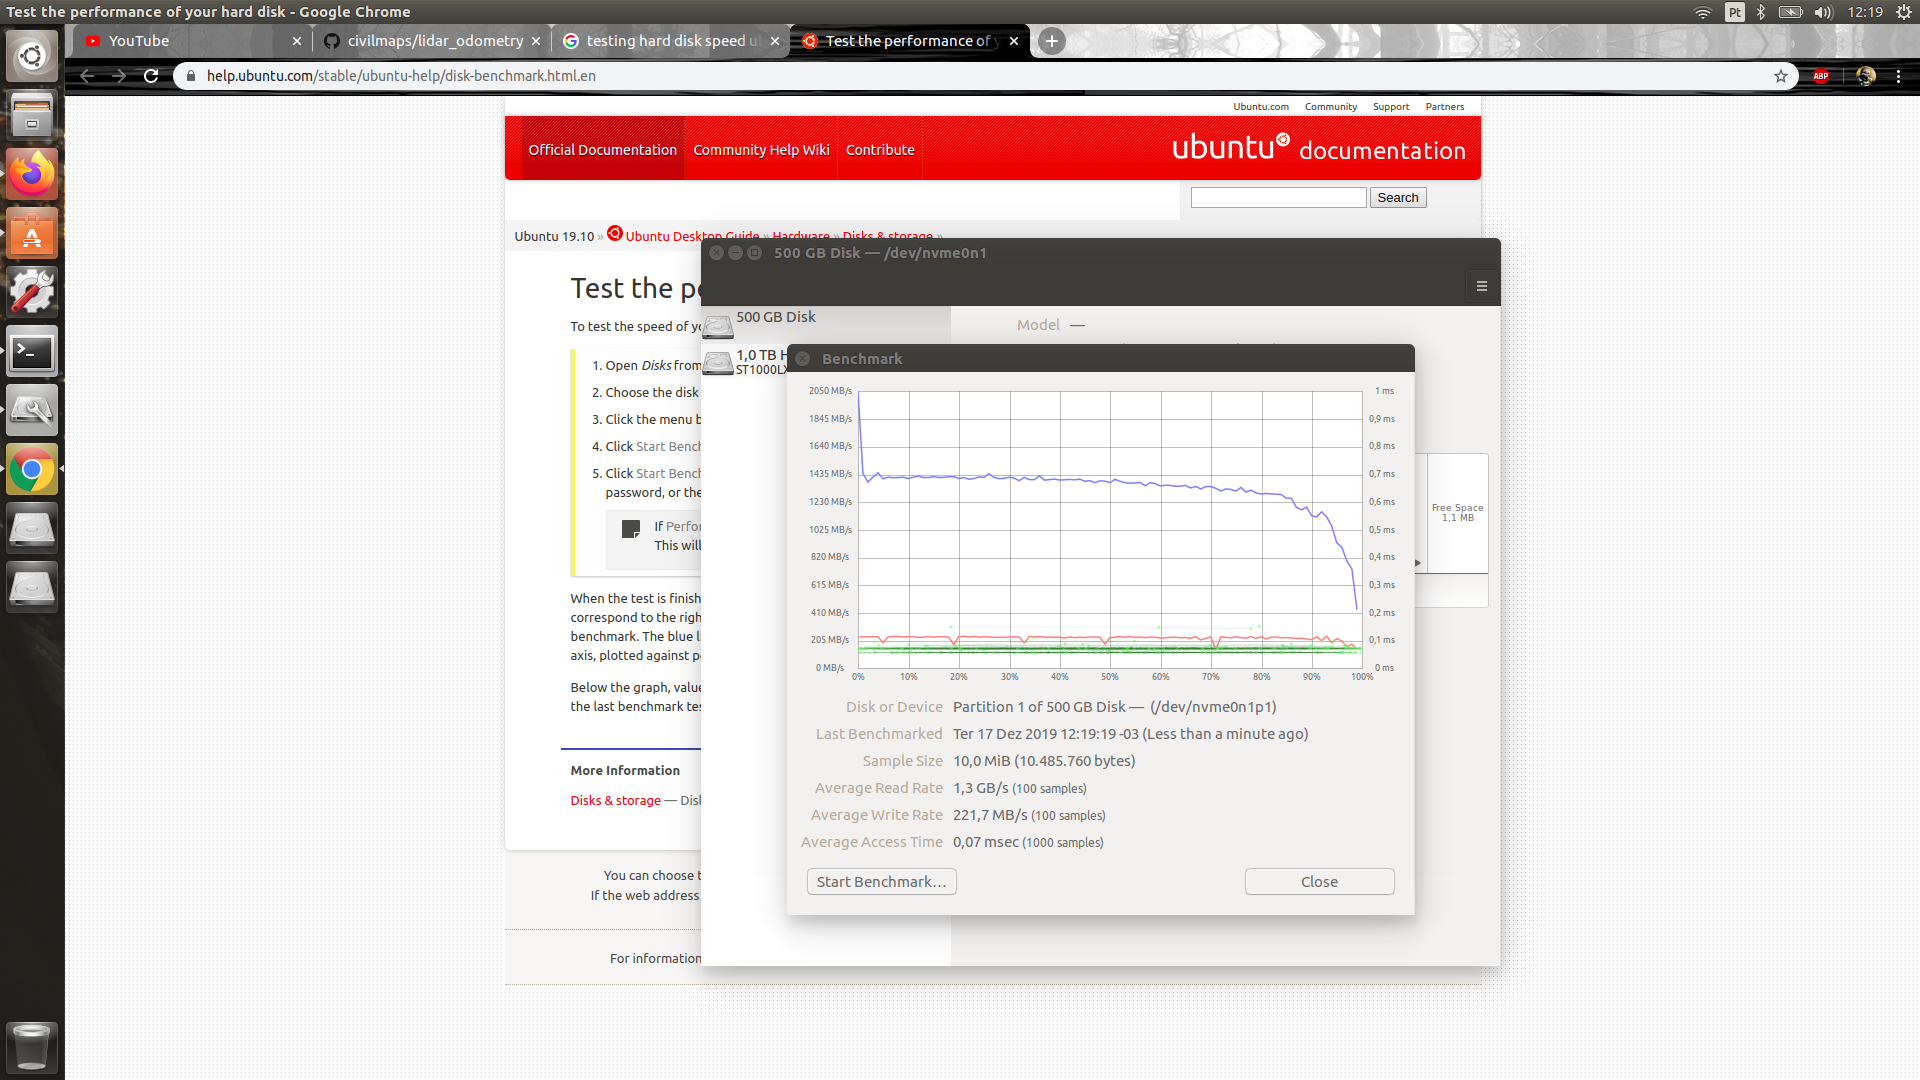 Test the performance of your hard disk - Google Chrome
Pt
12:19
YouTube
civilmaps/lidar_odometry
testing hard disk speed u
Test the performance of y
help.ubuntu.com/stable/ubuntu-help/disk-benchmark.html.en
ABP
Ubuntu.com Community Support Partners
Official Documentation Community Help Wiki Contribute
ubuntu documentation
Search
Ubuntu 19.10 » Ubuntu Desktop Guide » Hardware » Disks & storage »
500 GB Disk — /dev/nvme0n1
Test the pe
500 GB Disk
Model —
To test the speed of yo
1,0 TB H
ST1000LX
1. Open Disks from
2. Choose the disk
3. Click the menu b
4. Click Start Bench
5. Click Start Bench
password, or the
If Perfor
This will
Free Space
1,1 MB
When the test is finish
correspond to the righ
benchmark. The blue li
axis, plotted against p
Below the graph, value
the last benchmark tes
More Information
Disks & storage — Disk
You can choose t
If the web address
For information
Benchmark
2050 MB/s 1 ms
1845 MB/s 0,9 ms
1640 MB/s 0,8 ms
1435 MB/s 0,7 ms
1230 MB/s 0,6 ms
1025 MB/s 0,5 ms
820 MB/s 0,4 ms
615 MB/s 0,3 ms
410 MB/s 0,2 ms
205 MB/s 0,1 ms
0 MB/s 0 ms
0% 10% 20% 30% 40% 50% 60% 70% 80% 90% 100%
Disk or Device Partition 1 of 500 GB Disk — (/dev/nvme0n1p1)
Last Benchmarked Ter 17 Dez 2019 12:19:19 -03 (Less than a minute ago)
Sample Size 10,0 MiB (10.485.760 bytes)
Average Read Rate 1,3 GB/s (100 samples)
Average Write Rate 221,7 MB/s (100 samples)
Average Access Time 0,07 msec (1000 samples)
Start Benchmark…
Close